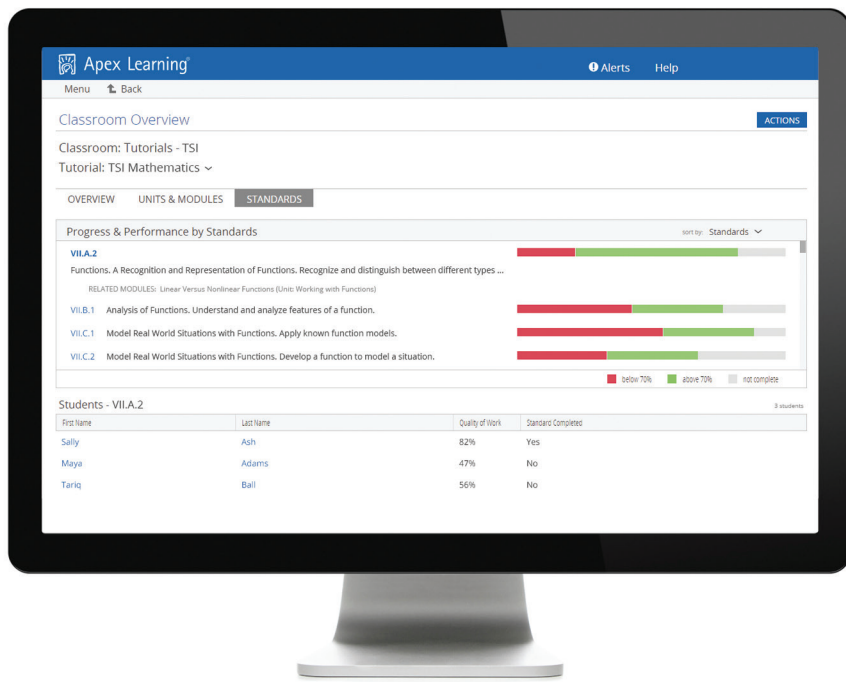 Apex Learning®
Alerts Help
Menu Back
Classroom Overview
ACTIONS
Classroom: Tutorials - TSI
Tutorial: TSI Mathematics
OVERVIEW UNITS & MODULES STANDARDS
Progress & Performance by Standards sort by: Standards
VII.A.2
Functions. A Recognition and Representation of Functions. Recognize and distinguish between different types ...
RELATED MODULES: Linear Versus Nonlinear Functions (Unit: Working with Functions)
VII.B.1 Analysis of Functions. Understand and analyze features of a function.
VII.C.1 Model Real World Situations with Functions. Apply known function models.
VII.C.2 Model Real World Situations with Functions. Develop a function to model a situation.
below 70% above 70% not complete
Students - VII.A.2 3 students
First Name Last Name Quality of Work Standard Completed
Sally Ash 82% Yes
Maya Adams 47% No
Tariq Ball 56% No